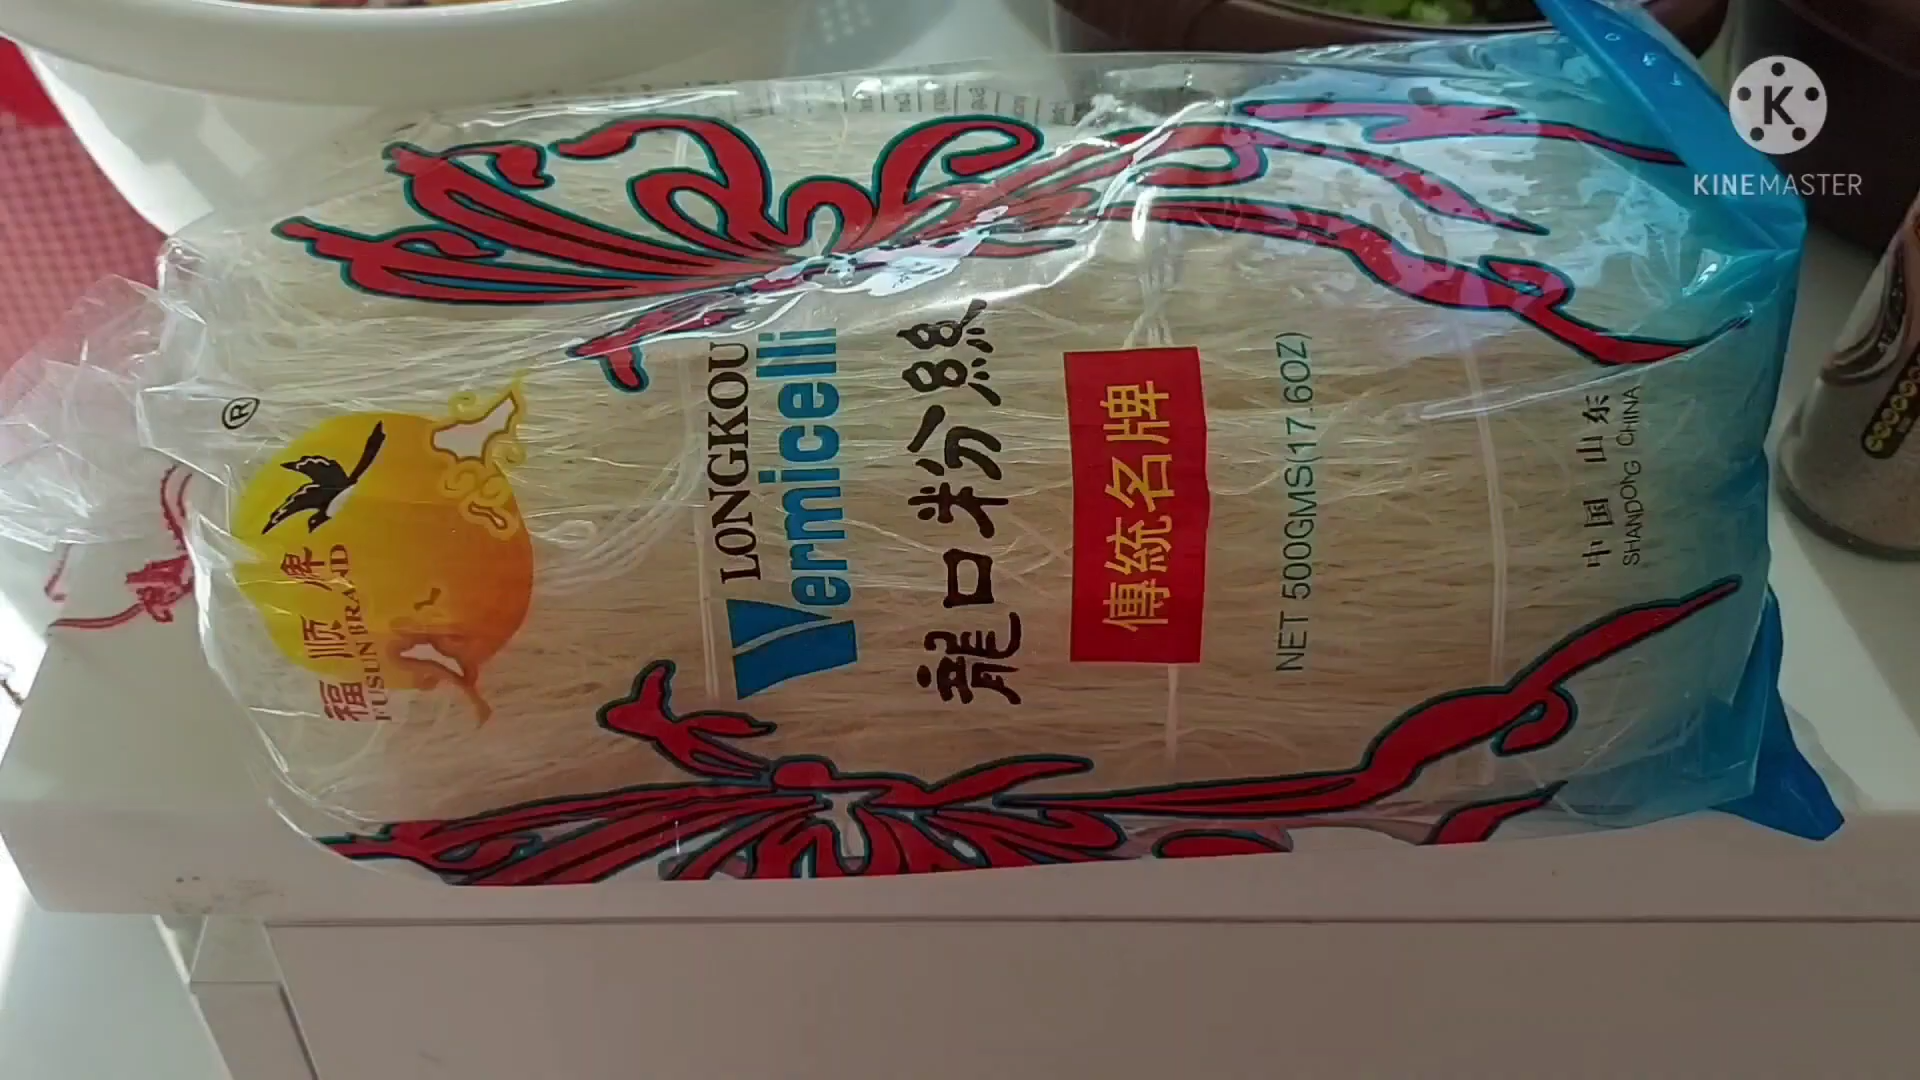 ®
福 顺 牌
FUSUN BRAND
LONGKOU
Vermicelli
龍口粉絲
傳統名牌
NET 500GMS(17.6OZ)
中国 山东
SHANDONG CHINA
K
KINEMASTER